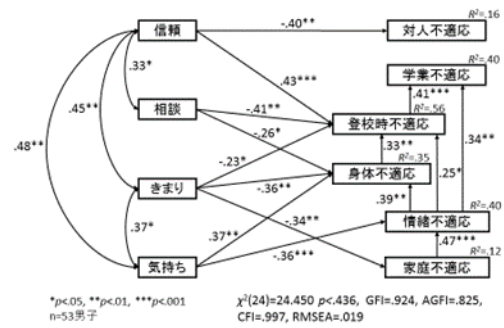 信頼
-.40**
対人不適応
R²=.16
R²=.40
学業不適応
.33*
.43***
.41***
R²=.56
相談
-.41**
登校時不適応
.45**
-.26*
.33**
.34**
.48**
-.23*
R²=.35
身体不適応
.25*
きまり
-.36**
.39**
R²=.40
-.34**
情緒不適応
.37*
.37**
-.36***
.47***
R²=.12
気持ち
家庭不適応
*p<.05, **p<.01, ***p<.001
n=53男子
χ²(24)=24.450 p<.436, GFI=.924, AGFI=.825,
CFI=.997, RMSEA=.019